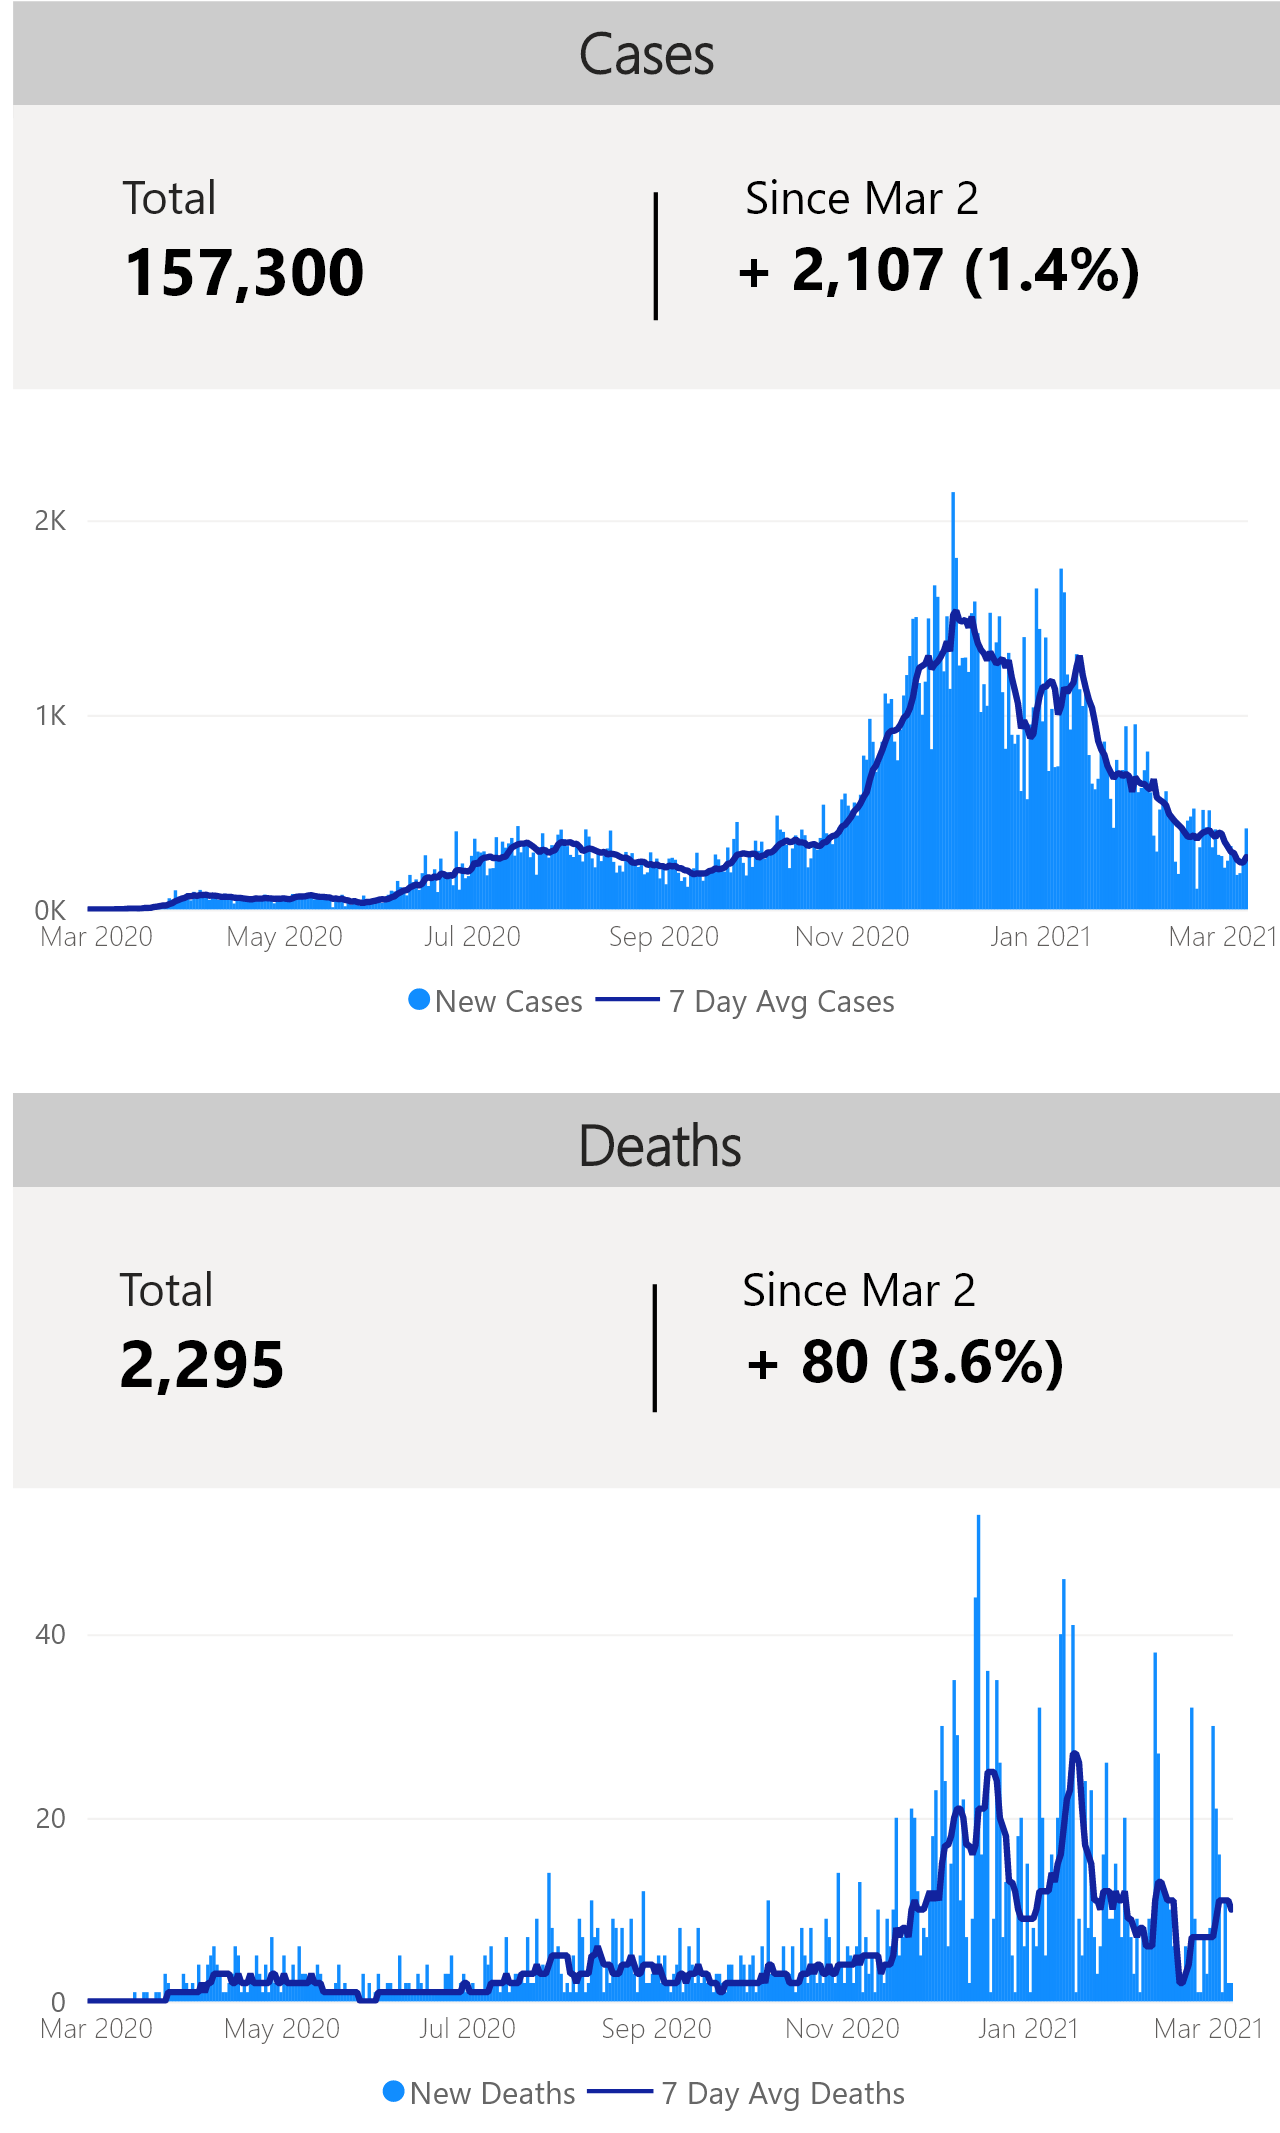 Cases
Total
Since Mar 2
157,300
+ 2,107 (1.4%)
2K
1K
0K
Mar 2020 May 2020 Jul 2020 Sep 2020 Nov 2020 Jan 2021 Mar 2021
New Cases 7 Day Avg Cases
Deaths
Total
Since Mar 2
2,295
+ 80 (3.6%)
40
20
0
Mar 2020 May 2020 Jul 2020 Sep 2020 Nov 2020 Jan 2021 Mar 2021
New Deaths 7 Day Avg Deaths